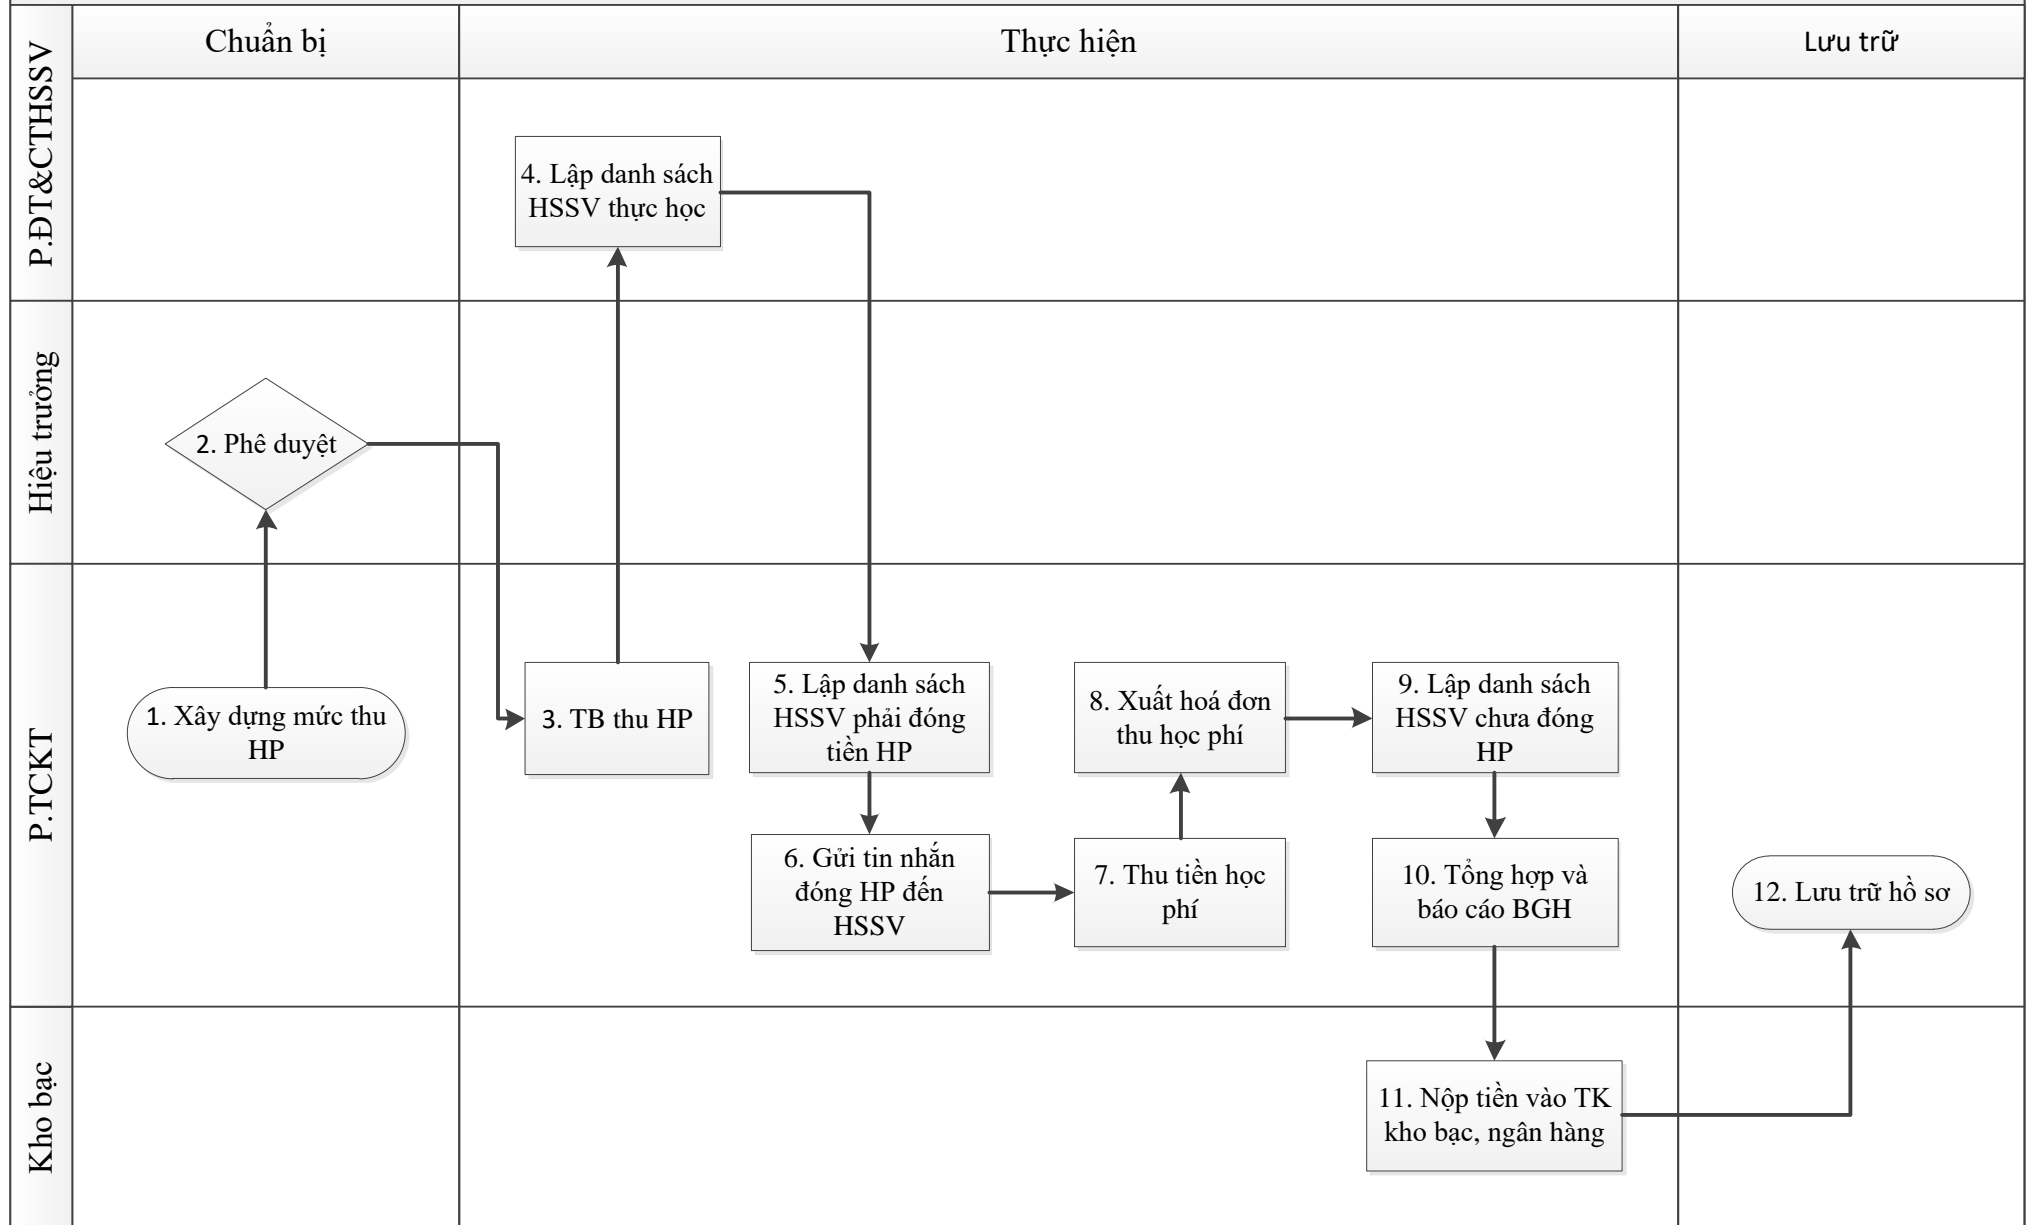 Chuẩn bị
Thực hiện
Lưu trữ
P.ĐT&CTHSSV
4. Lập danh sách
HSSV thực học
Hiệu trưởng
2. Phê duyệt
P.TCKT
1. Xây dựng mức thu
HP
3. TB thu HP
5. Lập danh sách
HSSV phải đóng
tiền HP
8. Xuất hoá đơn
thu học phí
9. Lập danh sách
HSSV chưa đóng
HP
6. Gửi tin nhắn
đóng HP đến
HSSV
7. Thu tiền học
phí
10. Tổng hợp và
báo cáo BGH
12. Lưu trữ hồ sơ
Kho bạc
11. Nộp tiền vào TK
kho bạc, ngân hàng